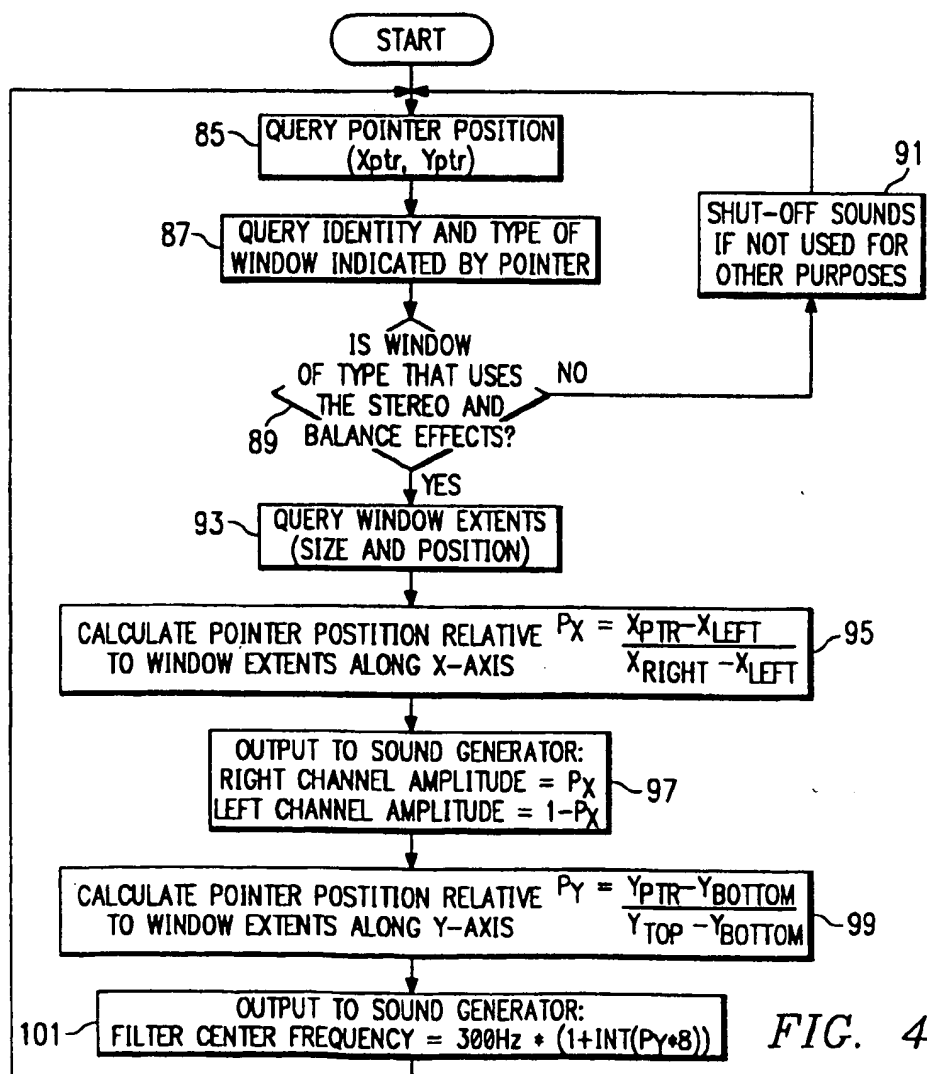 START
85
QUERY POINTER POSITION
(Xptr, Yptr)
91
SHUT-OFF SOUNDS
IF NOT USED FOR
OTHER PURPOSES
87
QUERY IDENTITY AND TYPE OF
WINDOW INDICATED BY POINTER
IS WINDOW
OF TYPE THAT USES
THE STEREO AND
BALANCE EFFECTS?
NO
89
YES
93
QUERY WINDOW EXTENTS
(SIZE AND POSITION)
CALCULATE POINTER POSTITION RELATIVE
TO WINDOW EXTENTS ALONG X-AXIS
PX = XPTR-XLEFT
XRIGHT -XLEFT
95
OUTPUT TO SOUND GENERATOR:
RIGHT CHANNEL AMPLITUDE = PX
LEFT CHANNEL AMPLITUDE = 1-PX
97
CALCULATE POINTER POSTITION RELATIVE
TO WINDOW EXTENTS ALONG Y-AXIS
PY = YPTR-YBOTTOM
YTOP -YBOTTOM
99
101
OUTPUT TO SOUND GENERATOR:
FILTER CENTER FREQUENCY = 300Hz * (1+INT(PY*8))
FIG. 4